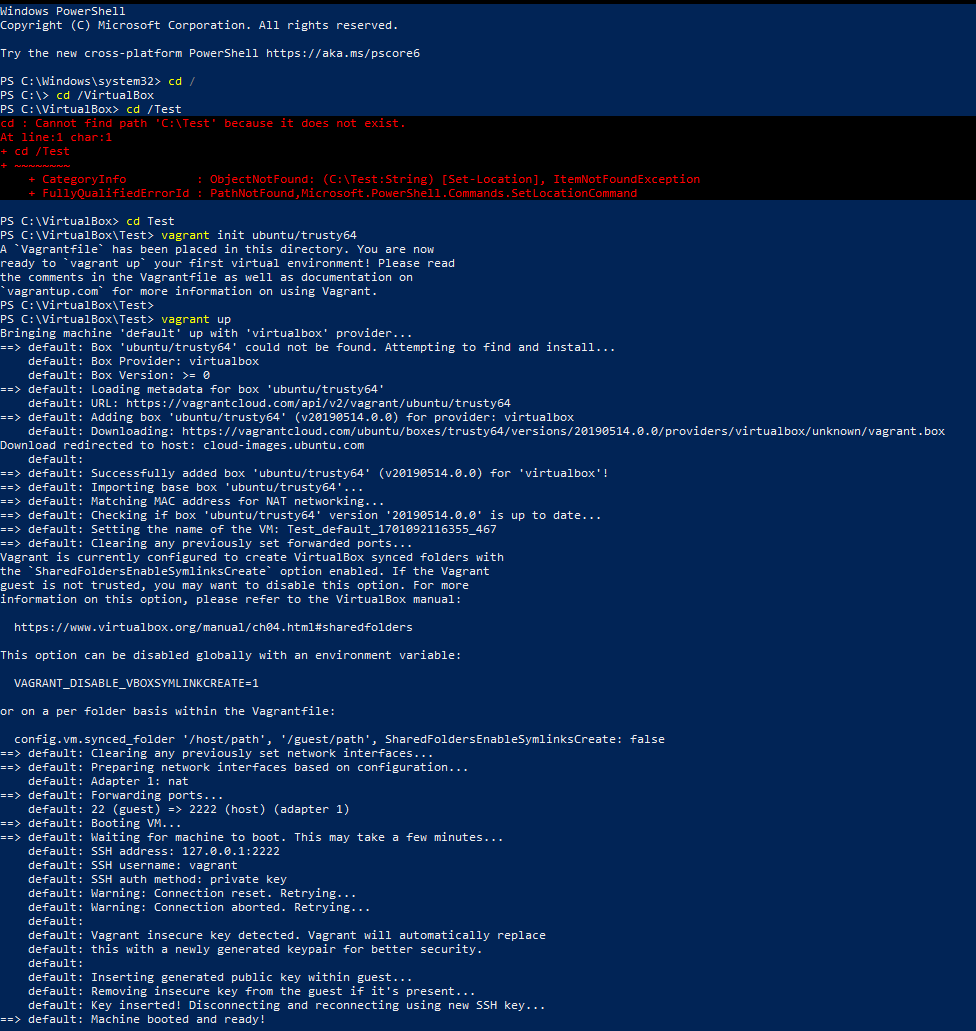 Windows PowerShell
Copyright (C) Microsoft Corporation. All rights reserved.
Try the new cross-platform PowerShell https://aka.ms/pscore6
PS C:\Windows\system32> cd /
PS C:\> cd /VirtualBox
PS C:\VirtualBox> cd /Test
cd : Cannot find path 'C:\Test' because it does not exist.
At line:1 char:1
+ cd /Test
+ ~~~~~~~~
    + CategoryInfo          : ObjectNotFound: (C:\Test:String) [Set-Location], ItemNotFoundException
    + FullyQualifiedErrorId : PathNotFound,Microsoft.PowerShell.Commands.SetLocationCommand
PS C:\VirtualBox> cd Test
PS C:\VirtualBox\Test> vagrant init ubuntu/trusty64
A `Vagrantfile` has been placed in this directory. You are now
ready to `vagrant up` your first virtual environment! Please read
the comments in the Vagrantfile as well as documentation on
`vagrantup.com` for more information on using Vagrant.
PS C:\VirtualBox\Test>
PS C:\VirtualBox\Test> vagrant up
Bringing machine 'default' up with 'virtualbox' provider...
==> default: Box 'ubuntu/trusty64' could not be found. Attempting to find and install...
    default: Box Provider: virtualbox
    default: Box Version: >= 0
==> default: Loading metadata for box 'ubuntu/trusty64'
    default: URL: https://vagrantcloud.com/api/v2/vagrant/ubuntu/trusty64
==> default: Adding box 'ubuntu/trusty64' (v20190514.0.0) for provider: virtualbox
    default: Downloading: https://vagrantcloud.com/ubuntu/boxes/trusty64/versions/20190514.0.0/providers/virtualbox/unknown/vagrant.box
Download redirected to host: cloud-images.ubuntu.com
    default:
==> default: Successfully added box 'ubuntu/trusty64' (v20190514.0.0) for 'virtualbox'!
==> default: Importing base box 'ubuntu/trusty64'...
==> default: Matching MAC address for NAT networking...
==> default: Checking if box 'ubuntu/trusty64' version '20190514.0.0' is up to date...
==> default: Setting the name of the VM: Test_default_1701092116355_467
==> default: Clearing any previously set forwarded ports...
Vagrant is currently configured to create VirtualBox synced folders with
the `SharedFoldersEnableSymlinksCreate` option enabled. If the Vagrant
guest is not trusted, you may want to disable this option. For more
information on this option, please refer to the VirtualBox manual:
  https://www.virtualbox.org/manual/ch04.html#sharedfolders
This option can be disabled globally with an environment variable:
  VAGRANT_DISABLE_VBOXSYMLINKCREATE=1
or on a per folder basis within the Vagrantfile:
  config.vm.synced_folder '/host/path', '/guest/path', SharedFoldersEnableSymlinksCreate: false
==> default: Clearing any previously set network interfaces...
==> default: Preparing network interfaces based on configuration...
    default: Adapter 1: nat
==> default: Forwarding ports...
    default: 22 (guest) => 2222 (host) (adapter 1)
==> default: Booting VM...
==> default: Waiting for machine to boot. This may take a few minutes...
    default: SSH address: 127.0.0.1:2222
    default: SSH username: vagrant
    default: SSH auth method: private key
    default: Warning: Connection reset. Retrying...
    default: Warning: Connection aborted. Retrying...
    default:
    default: Vagrant insecure key detected. Vagrant will automatically replace
    default: this with a newly generated keypair for better security.
    default:
    default: Inserting generated public key within guest...
    default: Removing insecure key from the guest if it's present...
    default: Key inserted! Disconnecting and reconnecting using new SSH key...
==> default: Machine booted and ready!